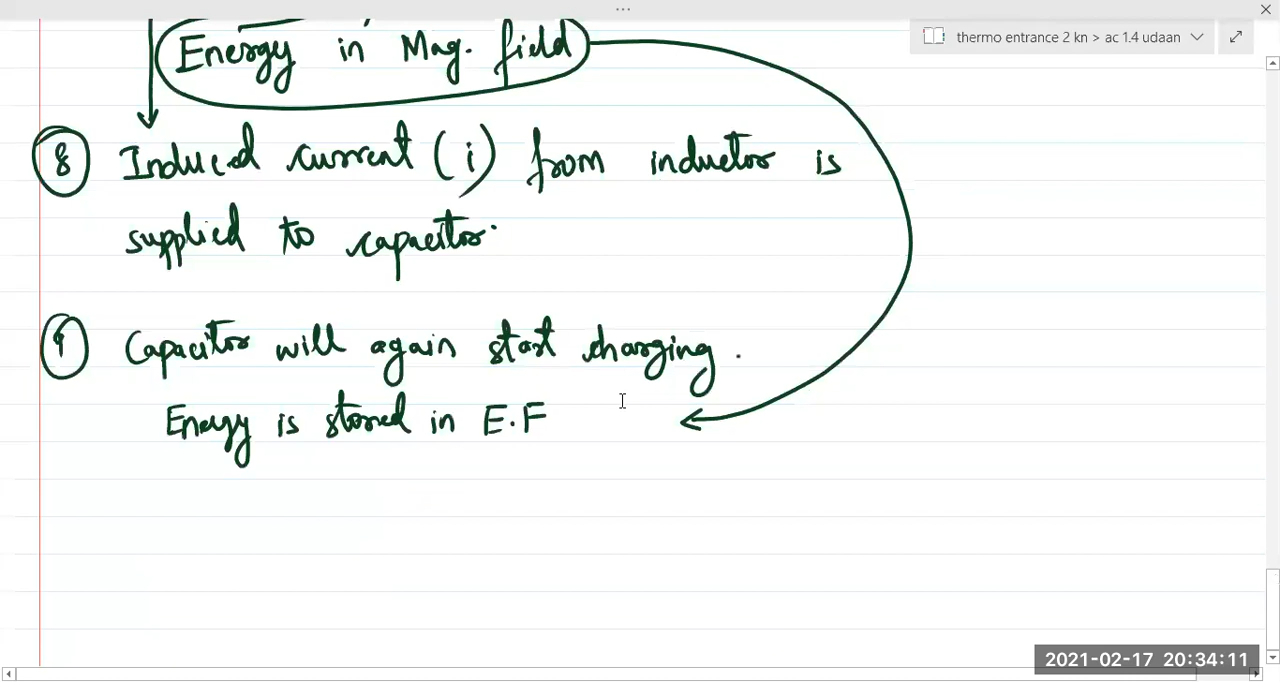 ...
thermo entrance 2 kn > ac 1.4 udaan
Energy in Mag. field
8 Induced current (i) from inductor is
supplied to capacitor.
9 Capacitor will again start charging.
Energy is stored in E.F
2021-02-17 20:34:11